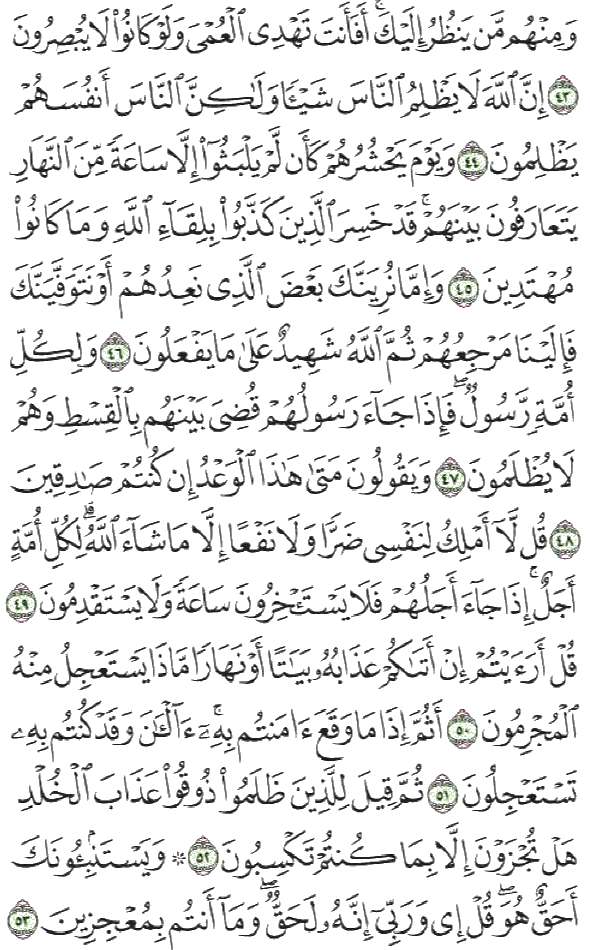 وَمِنْهُم مَّن يَنظُرُ إِلَيْكَ ۚ أَفَأَنتَ تَهْدِى ٱلْعُمْىَ وَلَوْ كَانُوا۟ لَا يُبْصِرُونَ
﴿٤٣﴾ إِنَّ ٱللَّهَ لَا يَظْلِمُ ٱلنَّاسَ شَيْـًٔا وَلَـٰكِنَّ ٱلنَّاسَ أَنفُسَهُمْ
يَظْلِمُونَ ﴿٤٤﴾ وَيَوْمَ يَحْشُرُهُمْ كَأَن لَّمْ يَلْبَثُوٓا۟ إِلَّا سَاعَةً مِّنَ ٱلنَّهَارِ
يَتَعَارَفُونَ بَيْنَهُمْ ۚ قَدْ خَسِرَ ٱلَّذِينَ كَذَّبُوا۟ بِلِقَآءِ ٱللَّهِ وَمَا كَانُوا۟
مُهْتَدِينَ ﴿٤٥﴾ وَإِمَّا نُرِيَنَّكَ بَعْضَ ٱلَّذِى نَعِدُهُمْ أَوْ نَتَوَفَّيَنَّكَ
فَإِلَيْنَا مَرْجِعُهُمْ ثُمَّ ٱللَّهُ شَهِيدٌ عَلَىٰ مَا يَفْعَلُونَ ﴿٤٦﴾ وَلِكُلِّ
أُمَّةٍ رَّسُولٌ ۖ فَإِذَا جَآءَ رَسُولُهُمْ قُضِىَ بَيْنَهُم بِٱلْقِسْطِ وَهُمْ
لَا يُظْلَمُونَ ﴿٤٧﴾ وَيَقُولُونَ مَتَىٰ هَـٰذَا ٱلْوَعْدُ إِن كُنتُمْ صَـٰدِقِينَ
﴿٤٨﴾ قُل لَّآ أَمْلِكُ لِنَفْسِى ضَرًّا وَلَا نَفْعًا إِلَّا مَا شَآءَ ٱللَّهُ ۗ لِكُلِّ أُمَّةٍ
أَجَلٌ ۚ إِذَا جَآءَ أَجَلُهُمْ فَلَا يَسْتَـْٔخِرُونَ سَاعَةً ۖ وَلَا يَسْتَقْدِمُونَ ﴿٤٩﴾
قُلْ أَرَءَيْتُمْ إِنْ أَتَىٰكُمْ عَذَابُهُۥ بَيَـٰتًا أَوْ نَهَارًا مَّاذَا يَسْتَعْجِلُ مِنْهُ
ٱلْمُجْرِمُونَ ﴿٥٠﴾ أَثُمَّ إِذَا مَا وَقَعَ ءَامَنتُم بِهِۦٓ ۚ ءَآلْـَٔـٰنَ وَقَدْ كُنتُم بِهِۦ
تَسْتَعْجِلُونَ ﴿٥١﴾ ثُمَّ قِيلَ لِلَّذِينَ ظَلَمُوا۟ ذُوقُوا۟ عَذَابَ ٱلْخُلْدِ
هَلْ تُجْزَوْنَ إِلَّا بِمَا كُنتُمْ تَكْسِبُونَ ﴿٥٢﴾ ۞ وَيَسْتَنۢبِـُٔونَكَ
أَحَقٌّ هُوَ ۖ قُلْ إِى وَرَبِّىٓ إِنَّهُۥ لَحَقٌّ ۖ وَمَآ أَنتُم بِمُعْجِزِينَ ﴿٥٣﴾